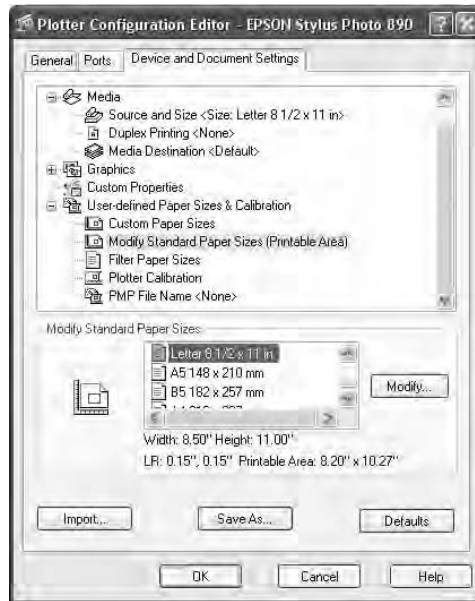 Plotter Configuration Editor - EPSON Stylus Photo 890
General Ports Device and Document Settings
Media
Source and Size <Size: Letter 8 1/2 x 11 in>
Duplex Printing <None>
Media Destination <Default>
Graphics
Custom Properties
User-defined Paper Sizes & Calibration
Custom Paper Sizes
Modify Standard Paper Sizes (Printable Area)
Filter Paper Sizes
Plotter Calibration
PMP File Name <None>
Modify Standard Paper Sizes
Letter 8 1/2 x 11 in
A5 148 x 210 mm
B5 182 x 257 mm
Modify...
Width: 8.50" Height: 11.00"
LR: 0.15", 0.15" Printable Area: 8.20" x 10.27"
Import... Save As... Defaults
OK Cancel Help